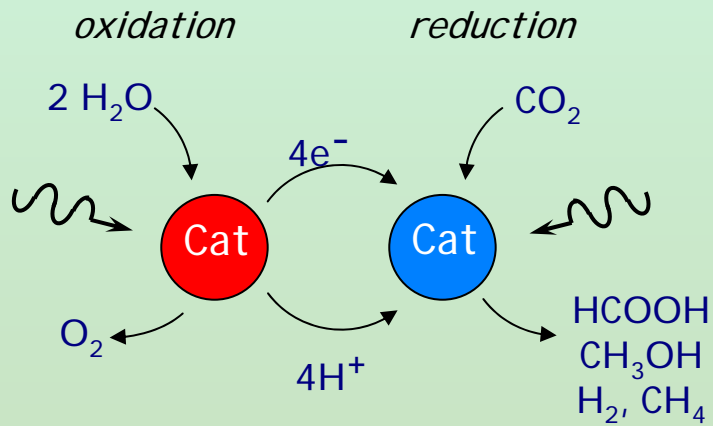 oxidation reduction
2 H₂O
CO₂
4e⁻
Cat
Cat
O₂
4H⁺
HCOOH
CH₃OH
H₂, CH₄